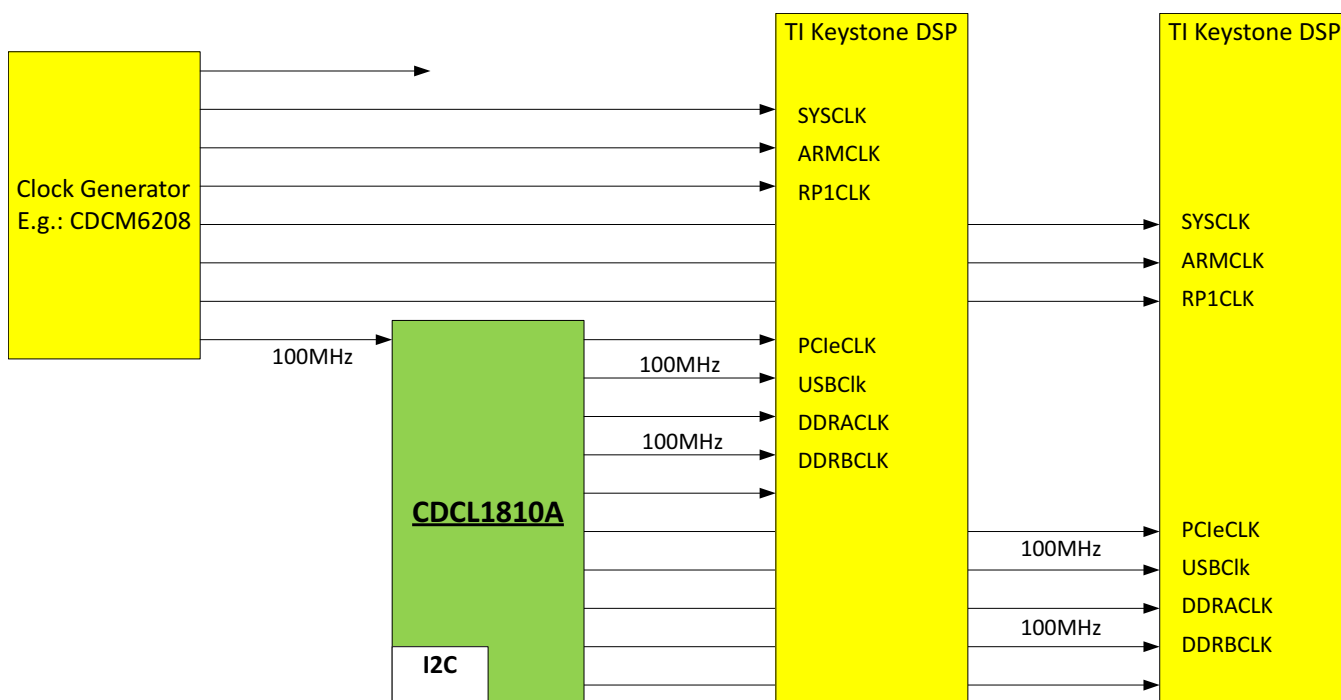 TI Keystone DSP
TI Keystone DSP
Clock Generator
E.g.: CDCM6208
SYSCLK
ARMCLK
RP1CLK
SYSCLK
ARMCLK
RP1CLK
100MHz
CDCL1810A
I2C
100MHz
100MHz
PCIeCLK
USBClk
DDRACLK
DDRBCLK
100MHz
100MHz
PCIeCLK
USBClk
DDRACLK
DDRBCLK